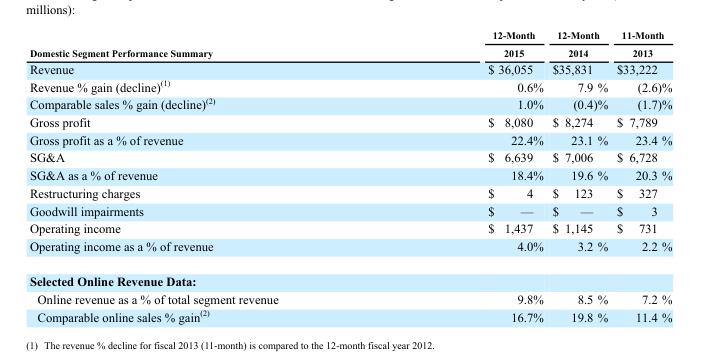 millions):
12-Month 12-Month 11-Month
Domestic Segment Performance Summary 2015 2014 2013
Revenue $ 36,055 $35,831 $33,222
Revenue % gain (decline)(1) 0.6% 7.9 % (2.6)%
Comparable sales % gain (decline)(2) 1.0% (0.4)% (1.7)%
Gross profit $ 8,080 $ 8,274 $ 7,789
Gross profit as a % of revenue 22.4% 23.1 % 23.4 %
SG&A $ 6,639 $ 7,006 $ 6,728
SG&A as a % of revenue 18.4% 19.6 % 20.3 %
Restructuring charges $ 4 $ 123 $ 327
Goodwill impairments $ — $ — $ 3
Operating income $ 1,437 $ 1,145 $ 731
Operating income as a % of revenue 4.0% 3.2 % 2.2 %
Selected Online Revenue Data:
Online revenue as a % of total segment revenue 9.8% 8.5 % 7.2 %
Comparable online sales % gain(2) 16.7% 19.8 % 11.4 %
(1) The revenue % decline for fiscal 2013 (11-month) is compared to the 12-month fiscal year 2012.